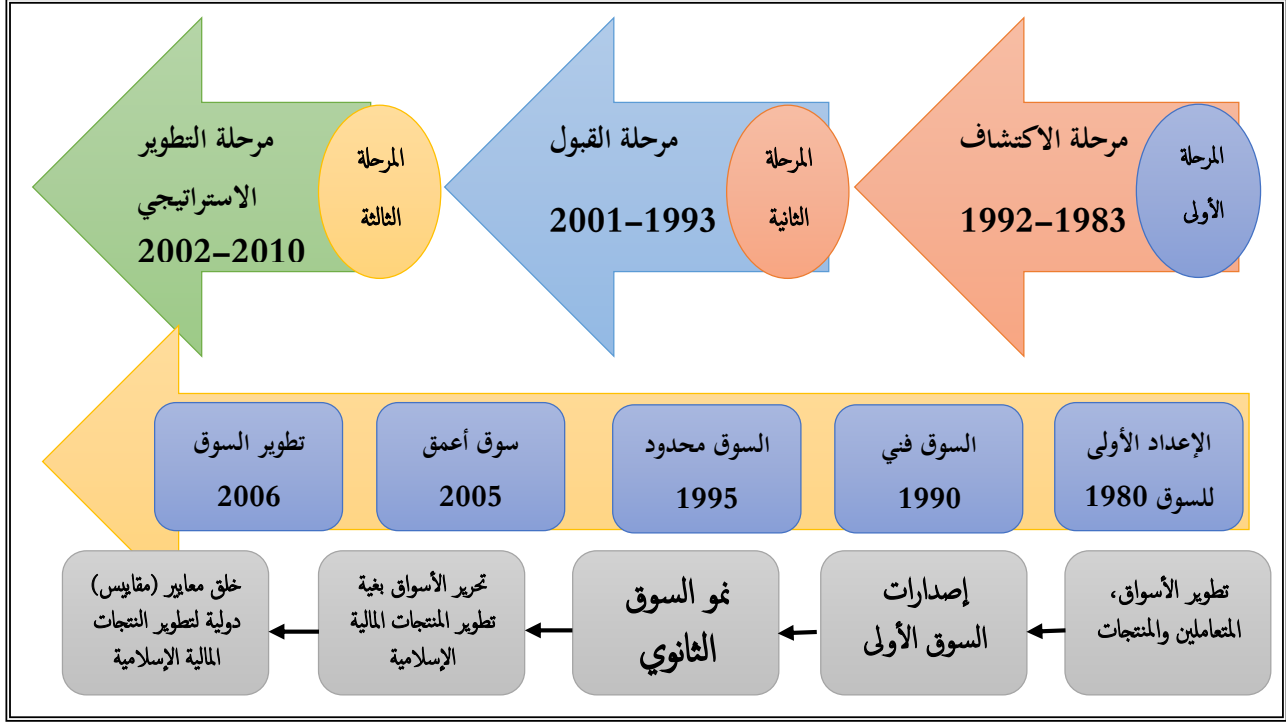 المرحلة
الأولى
مرحلة الاكتشاف
1983–1992
المرحلة
الثانية
مرحلة القبول
1993–2001
المرحلة
الثالثة
مرحلة التطوير
الاستراتيجي
2002–2010
الإعداد الأولى
للسوق 1980
السوق فني
1990
السوق محدود
1995
سوق أعمق
2005
تطوير السوق
2006
تطوير الأسواق،
المتعاملين والمنتجات
إصدارات
السوق الأولى
نمو السوق
الثانوي
تحرير الأسواق بغية
تطوير المنتجات المالية
الإسلامية
خلق معايير (مقاييس)
دولية لتطوير النتجات
المالية الإسلامية